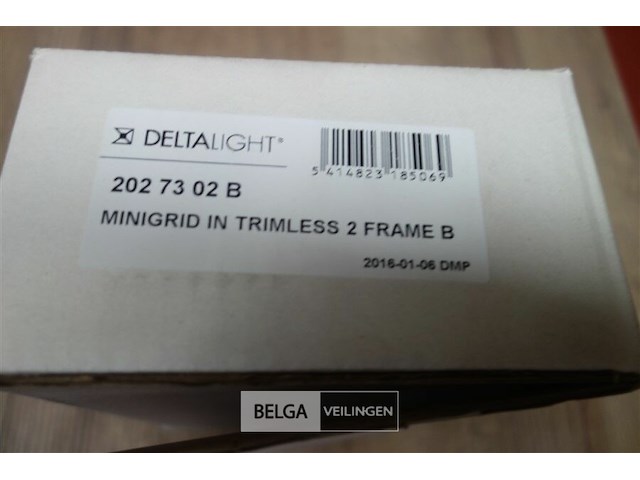 DELTALIGHT®
5 414823 185069
202 73 02 B
MINIGRID IN TRIMLESS 2 FRAME B
2016-01-06 DMP
BELGA VEILINGEN